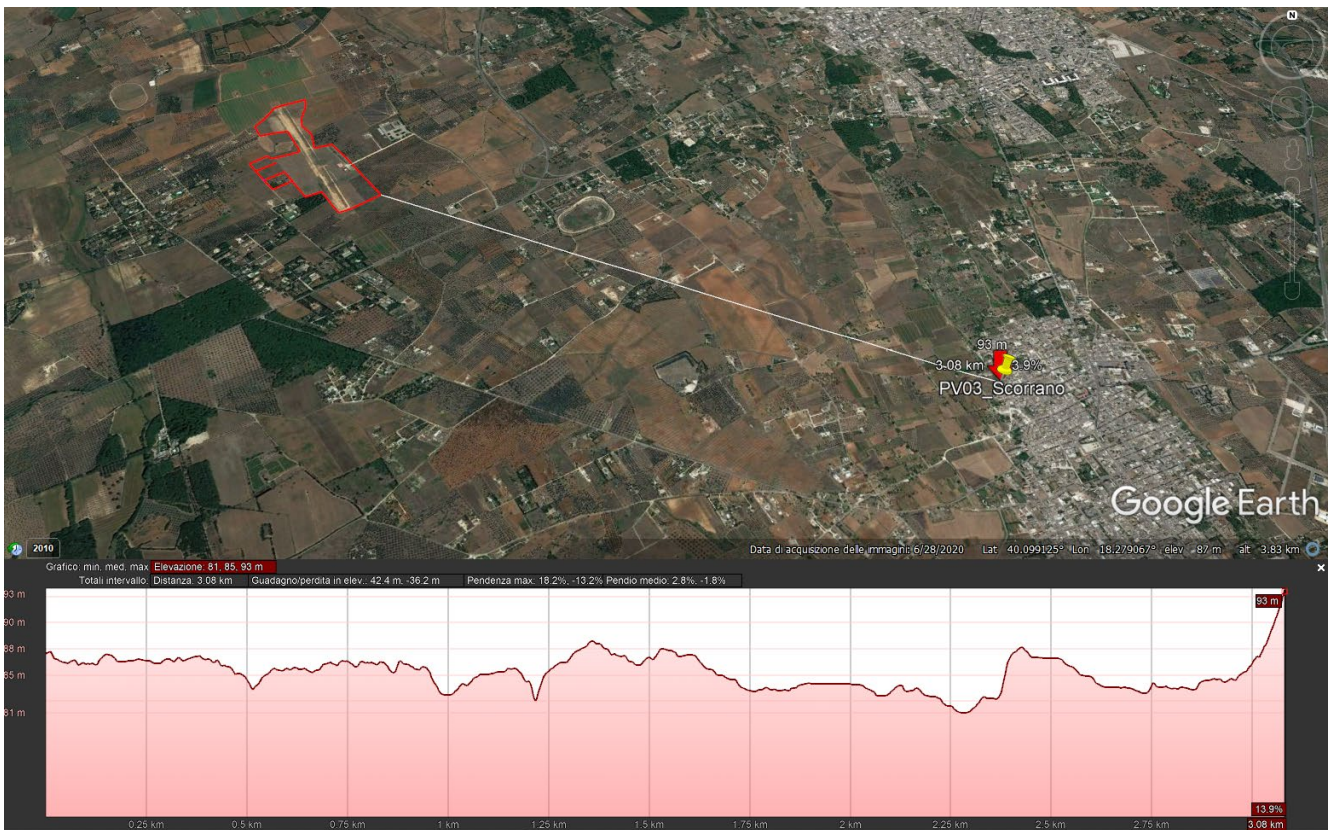 N
93 m
3-08 km 3.9%
PV03_Scorrano
Google Earth
2010
Data di acquisizione delle immagini: 6/28/2020 Lat 40.099125° Lon 18.279067° elev 87 m alt 3.83 km
Grafico: min. med. max Elevazione: 81, 85, 93 m
Totali intervallo: Distanza: 3.08 km Guadagno/perdita in elev.: 42.4 m, -36.2 m Pendenza max: 18.2%, -13.2% Pendio medio: 2.8%, -1.8%
93 m
93 m
90 m
88 m
85 m
81 m
13.9%
0.25 km 0.5 km 0.75 km 1 km 1.25 km 1.5 km 1.75 km 2 km 2.25 km 2.5 km 2.75 km 3.08 km